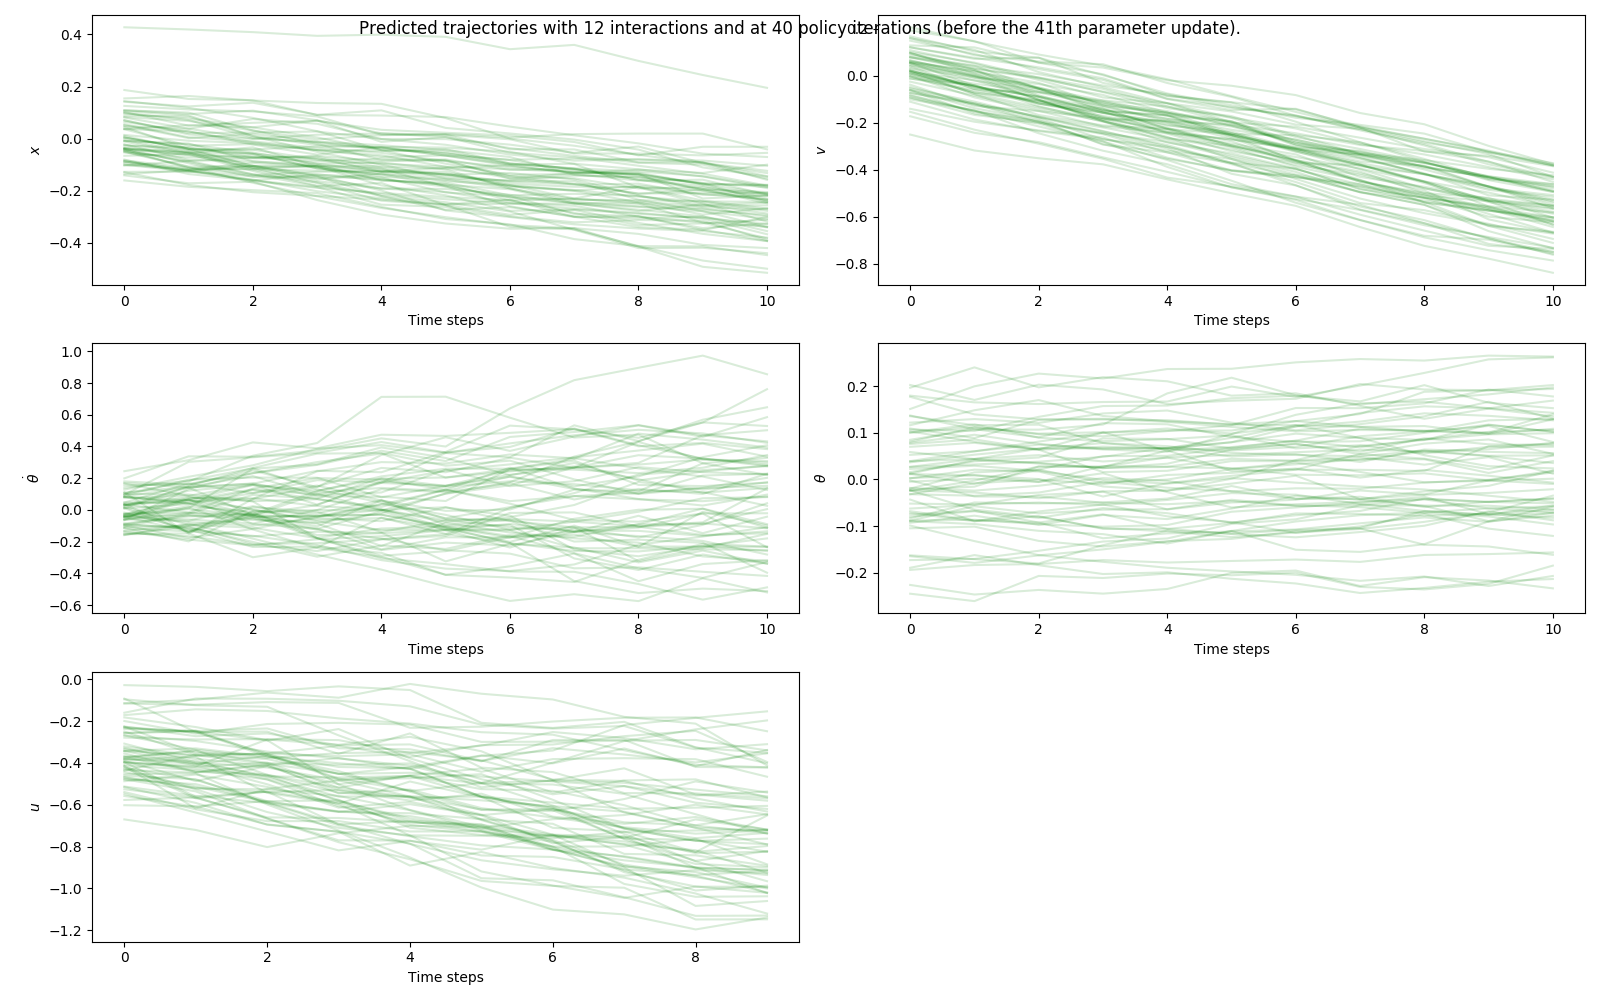 Predicted trajectories with 12 interactions and at 40 policy iterations (before the 41th parameter update).
0.4
0.2
0.0
−0.2
−0.4
x
0 2 4 6 8 10
Time steps
0.2
0.0
−0.2
−0.4
−0.6
−0.8
v
0 2 4 6 8 10
Time steps
1.0
0.8
0.6
0.4
0.2
0.0
−0.2
−0.4
−0.6
θ̇
0 2 4 6 8 10
Time steps
0.2
0.1
0.0
−0.1
−0.2
θ
0 2 4 6 8 10
Time steps
0.0
−0.2
−0.4
−0.6
−0.8
−1.0
−1.2
u
0 2 4 6 8
Time steps